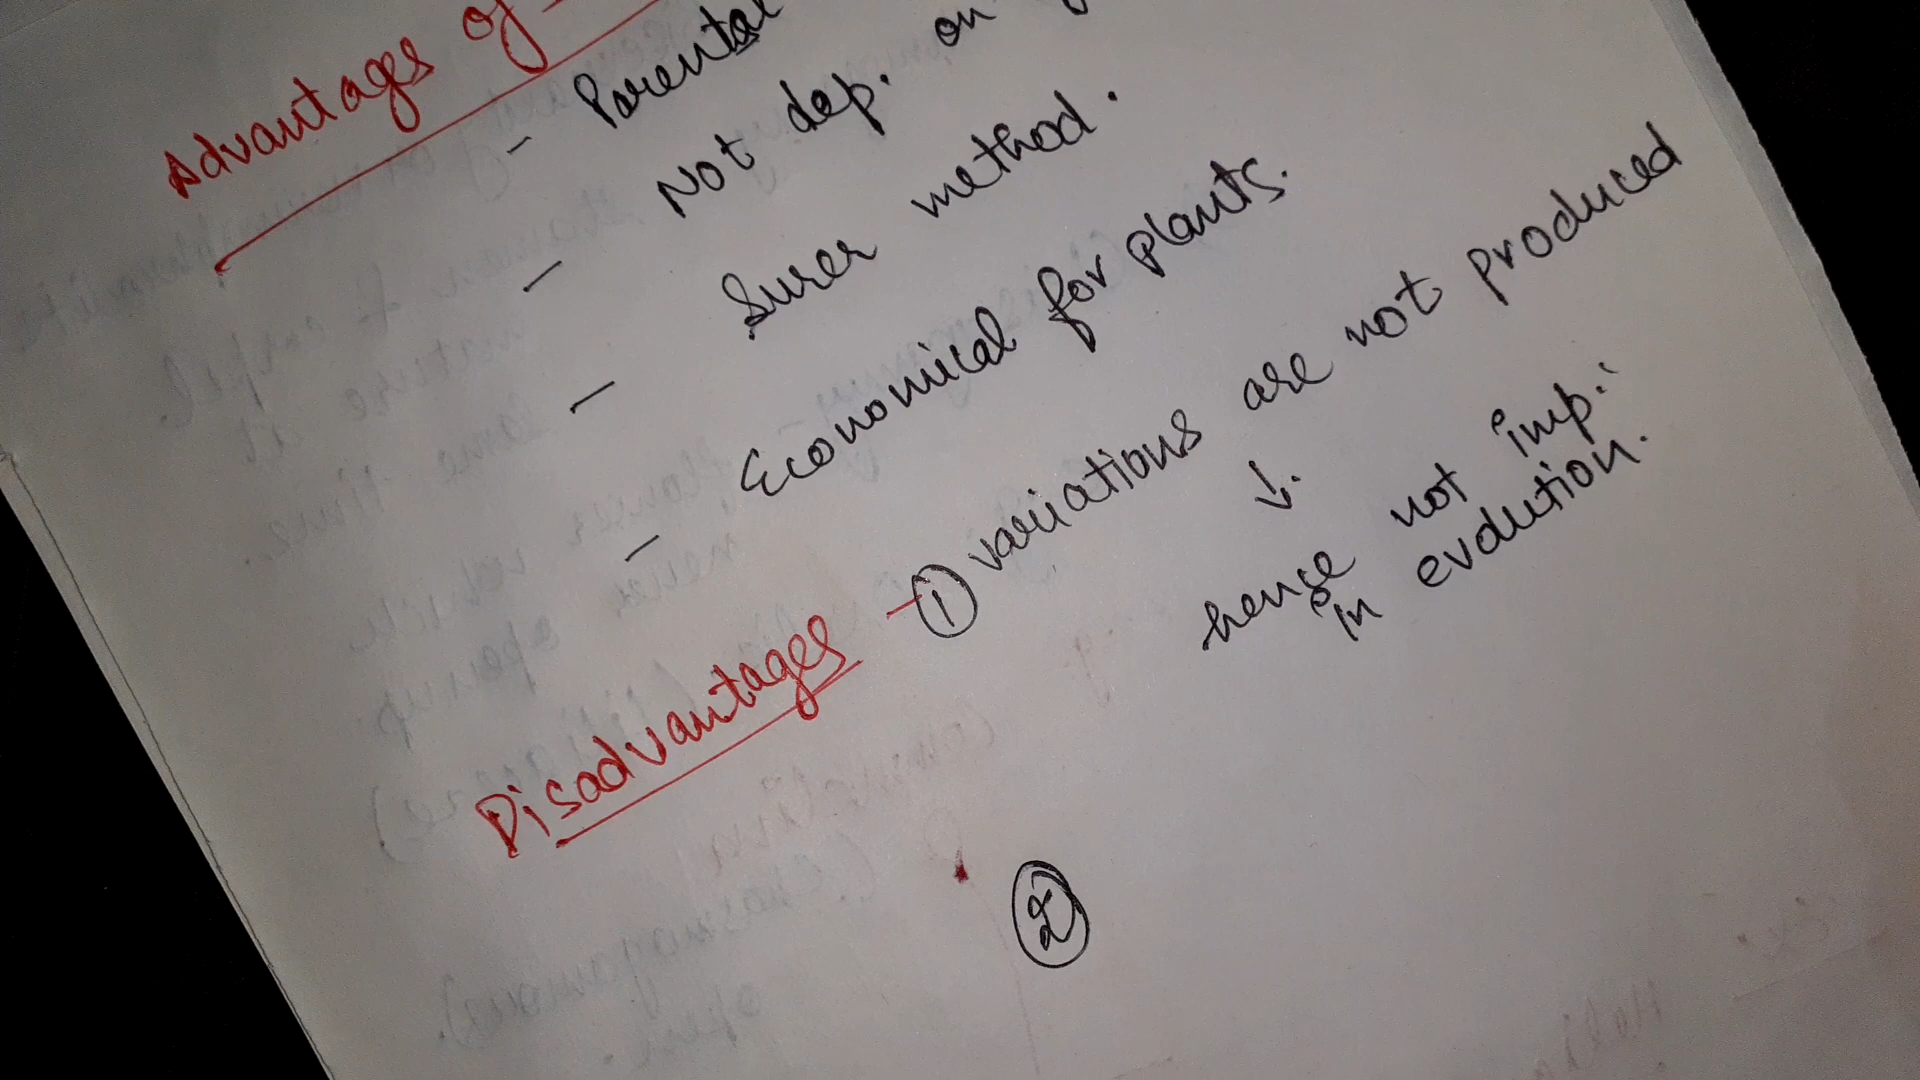 Advantages of
- Parental
- Not dep. on
- Surer method.
- Economical for plants.
Disadvantages - ① variations are not produced
↓
hence not imp.
in evolution.
②